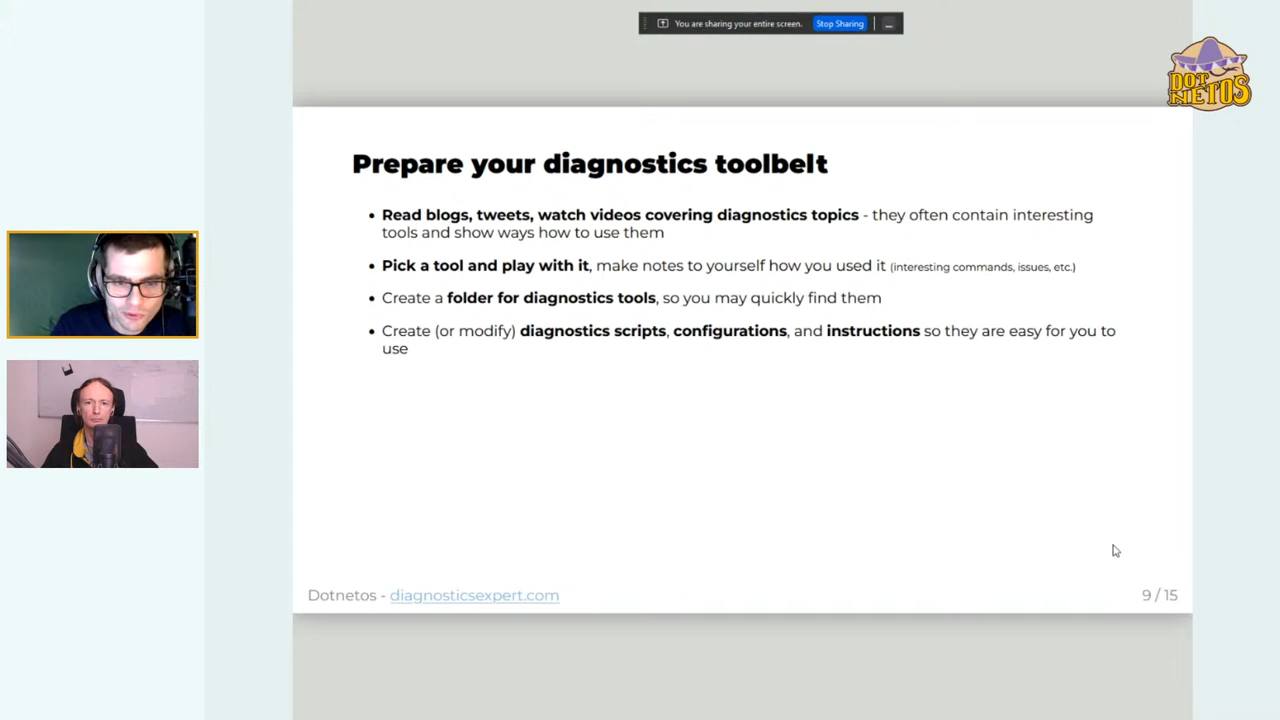 You are sharing your entire screen. Stop Sharing
DOT
NETOS
Prepare your diagnostics toolbelt
• Read blogs, tweets, watch videos covering diagnostics topics - they often contain interesting
tools and show ways how to use them
• Pick a tool and play with it, make notes to yourself how you used it (interesting commands, issues, etc.)
• Create a folder for diagnostics tools, so you may quickly find them
• Create (or modify) diagnostics scripts, configurations, and instructions so they are easy for you to
use
Dotnetos - diagnosticsexpert.com
9 / 15